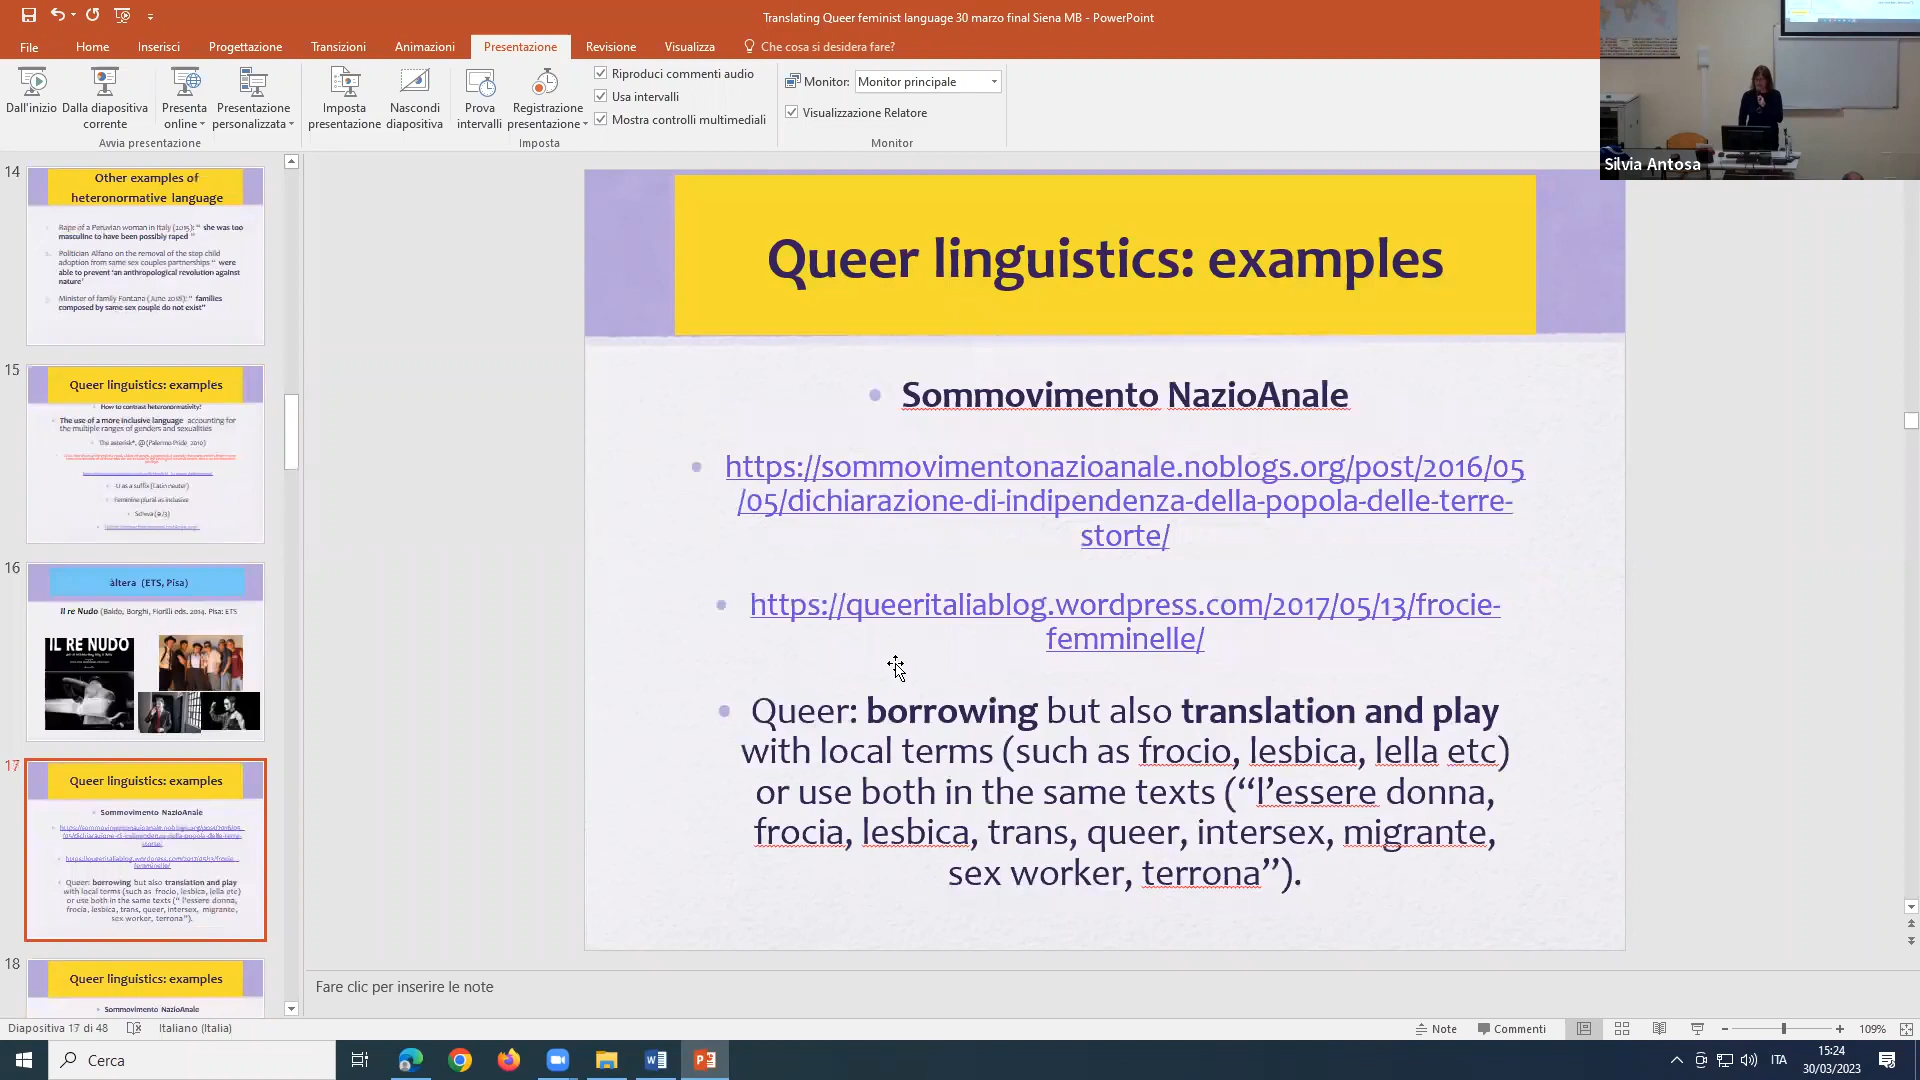 Translating Queer feminist language 30 marzo final Siena MB - PowerPoint
File Home Inserisci Progettazione Transizioni Animazioni Presentazione Revisione Visualizza Che cosa si desidera fare?
Dall'inizio
Dalla diapositiva corrente
Presenta online
Presentazione personalizzata
Avvia presentazione
Imposta presentazione
Nascondi diapositiva
Prova intervalli
Registrazione presentazione
Riproduci commenti audio
Usa intervalli
Mostra controlli multimediali
Imposta
Monitor: Monitor principale
Visualizzazione Relatore
Monitor
Silvia Antosa
14
Other examples of
heteronormative language
Rape of a Peruvian woman in Italy (2015): “ she was too
masculine to have been possibly raped ”
Politician Alfano on the removal of the step child
adoption from same sex couples partnerships “ were
able to prevent ‘an anthropological revolution against
nature’
Minister of family Fontana (June 2018): “ families
composed by same sex couple do not exist”
15
Queer linguistics: examples
How to contrast heteronormativity?
The use of a more inclusive language accounting for
the multiple ranges of genders and sexualities
The asterisk*, @ (Palermo Pride 2010)
-U as a suffix ('Latin neuter')
Feminine plural as inclusive
Schwa (ə/3)
16
àltera (ETS, Pisa)
Il re Nudo (Baldo, Borghi, Fiorilli eds. 2014. Pisa: ETS
IL RE NUDO
17
Queer linguistics: examples
Sommovimento NazioAnale
https://sommovimentonazioanale.noblogs.org/post/2016/05
/05/dichiarazione-di-indipendenza-della-popola-delle-terre-
storte/
https://queeritaliablog.wordpress.com/2017/05/13/frocie-
femminelle/
Queer: borrowing but also translation and play
with local terms (such as frocio, lesbica, lella etc)
or use both in the same texts (“ l'essere donna,
frocia, lesbica, trans, queer, intersex, migrante,
sex worker, terrona”).
18
Queer linguistics: examples
Sommovimento NazioAnale
Queer linguistics: examples
Sommovimento NazioAnale
https://sommovimentonazioanale.noblogs.org/post/2016/05
/05/dichiarazione-di-indipendenza-della-popola-delle-terre-
storte/
https://queeritaliablog.wordpress.com/2017/05/13/frocie-
femminelle/
Queer: borrowing but also translation and play
with local terms (such as frocio, lesbica, lella etc)
or use both in the same texts (“l’essere donna,
frocia, lesbica, trans, queer, intersex, migrante,
sex worker, terrona”).
Fare clic per inserire le note
Diapositiva 17 di 48 Italiano (Italia) Note Commenti 109%
Cerca
ITA
15:24
30/03/2023